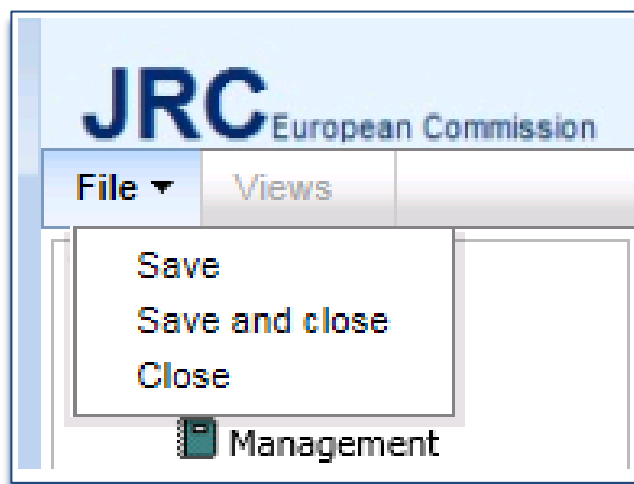 JRC European Commission
File Views
Save
Save and close
Close
Management